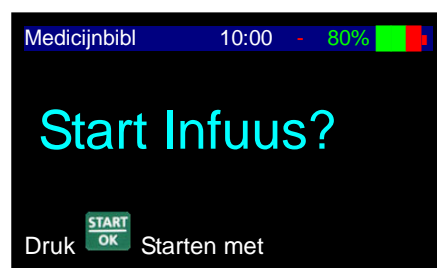 Medicijnbibl 10:00 - 80%
Start Infuus?
Druk START OK Starten met